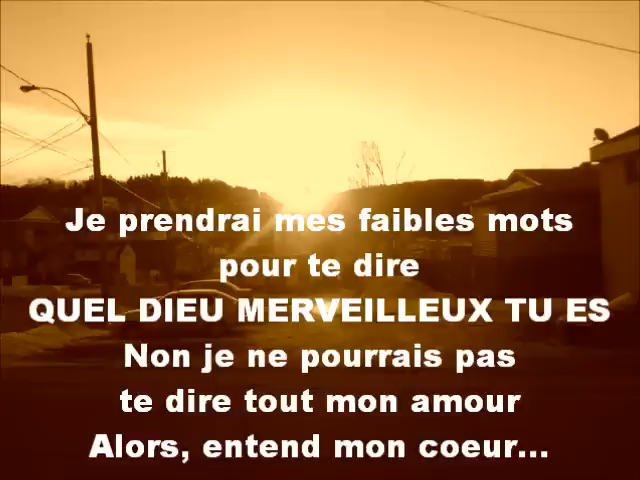 Je prendrai mes faibles mots
pour te dire
QUEL DIEU MERVEILLEUX TU ES
Non je ne pourrais pas
te dire tout mon amour
Alors, entend mon coeur...